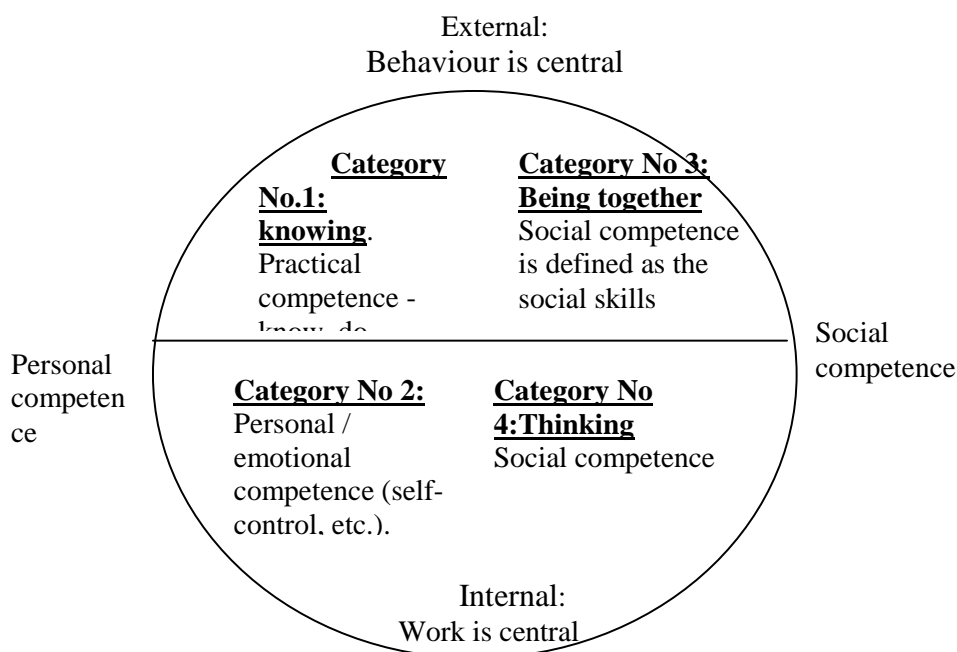 External:
Behaviour is central
Category
No.1:
knowing.
Practical
competence -
know, do
Category No 3:
Being together
Social competence
is defined as the
social skills
Personal
competen
ce
Social
competence
Category No 2:
Personal /
emotional
competence (self-
control, etc.).
Category No
4:Thinking
Social competence
Internal:
Work is central